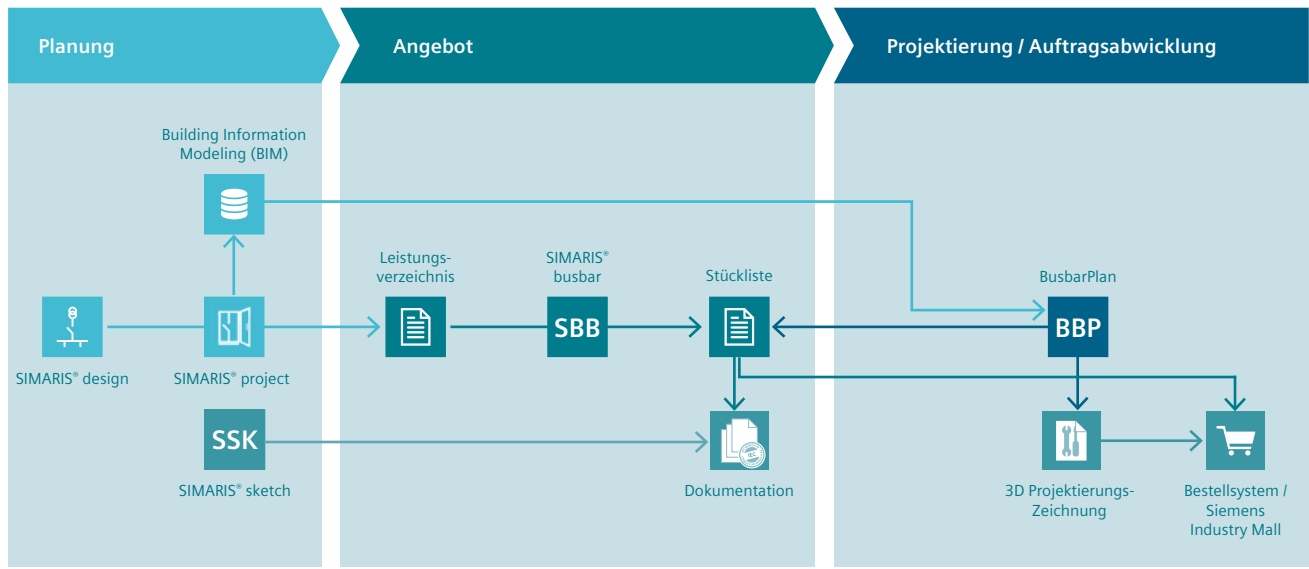 Planung
Angebot
Projektierung / Auftragsabwicklung
Building Information
Modeling (BIM)
Leistungs-
verzeichnis
SIMARIS®
busbar
Stückliste
BusbarPlan
SBB
BBP
SIMARIS® design
SIMARIS® project
SSK
IEC
SIMARIS® sketch
Dokumentation
3D Projektierungs-
Zeichnung
Bestellsystem /
Siemens
Industry Mall